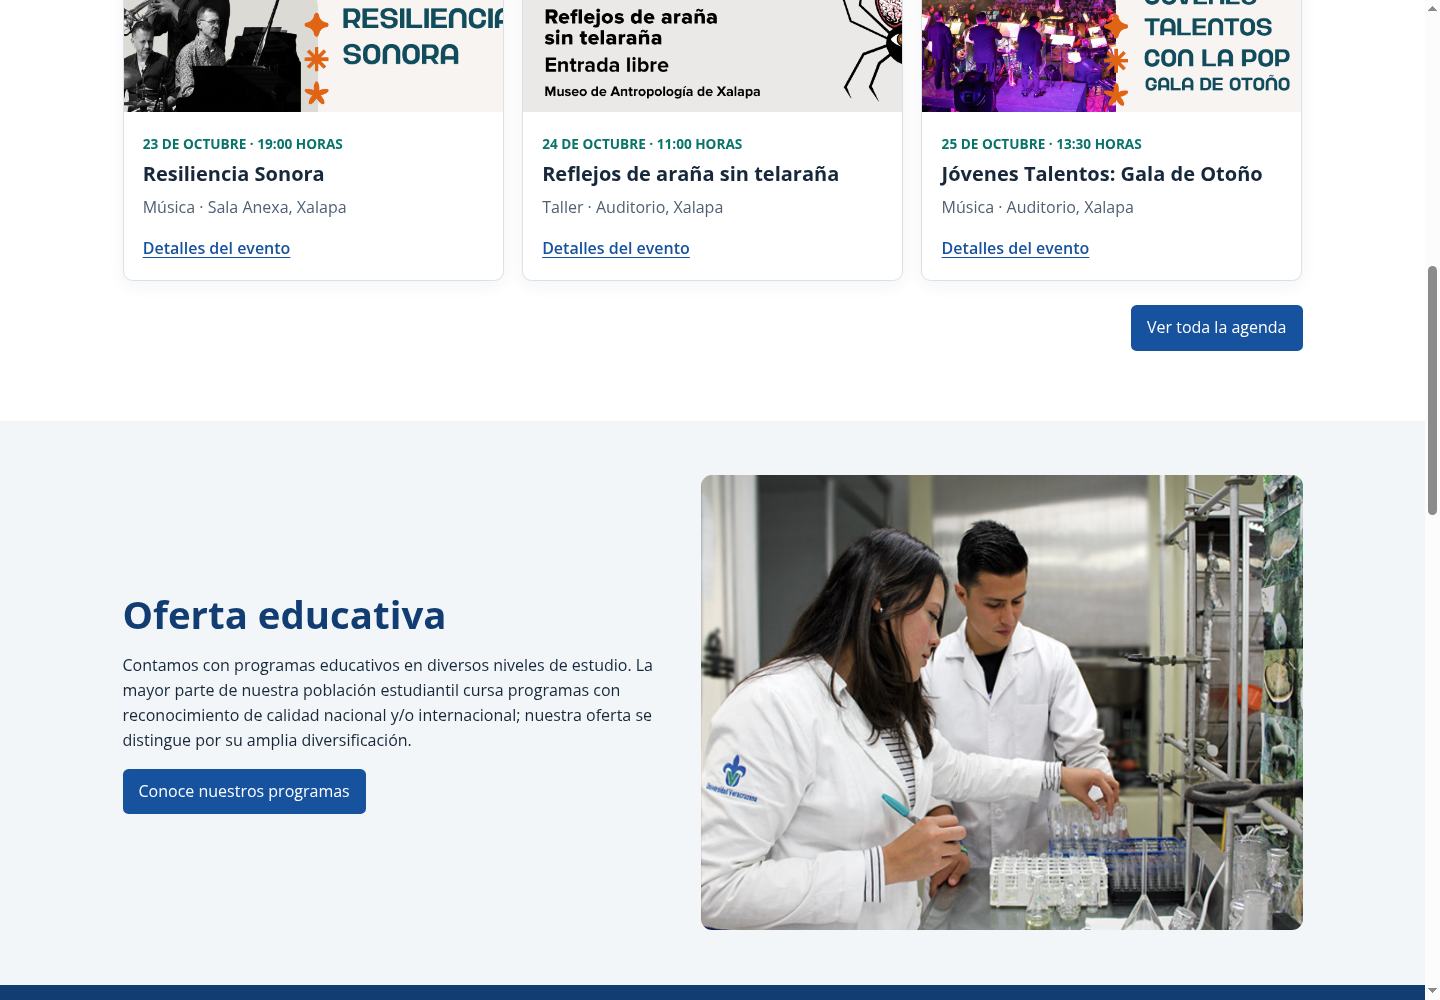 RESILIENCIA
SONORA
Reflejos de araña
sin telaraña
Entrada libre
Museo de Antropología de Xalapa
TALENTOS
CON LA POP
GALA DE OTOÑO
23 DE OCTUBRE · 19:00 HORAS
Resiliencia Sonora
Música · Sala Anexa, Xalapa
Detalles del evento
24 DE OCTUBRE · 11:00 HORAS
Reflejos de araña sin telaraña
Taller · Auditorio, Xalapa
Detalles del evento
25 DE OCTUBRE · 13:30 HORAS
Jóvenes Talentos: Gala de Otoño
Música · Auditorio, Xalapa
Detalles del evento
Ver toda la agenda
Oferta educativa
Contamos con programas educativos en diversos niveles de estudio. La
mayor parte de nuestra población estudiantil cursa programas con
reconocimiento de calidad nacional y/o internacional; nuestra oferta se
distingue por su amplia diversificación.
Conoce nuestros programas
Universidad Veracruzana